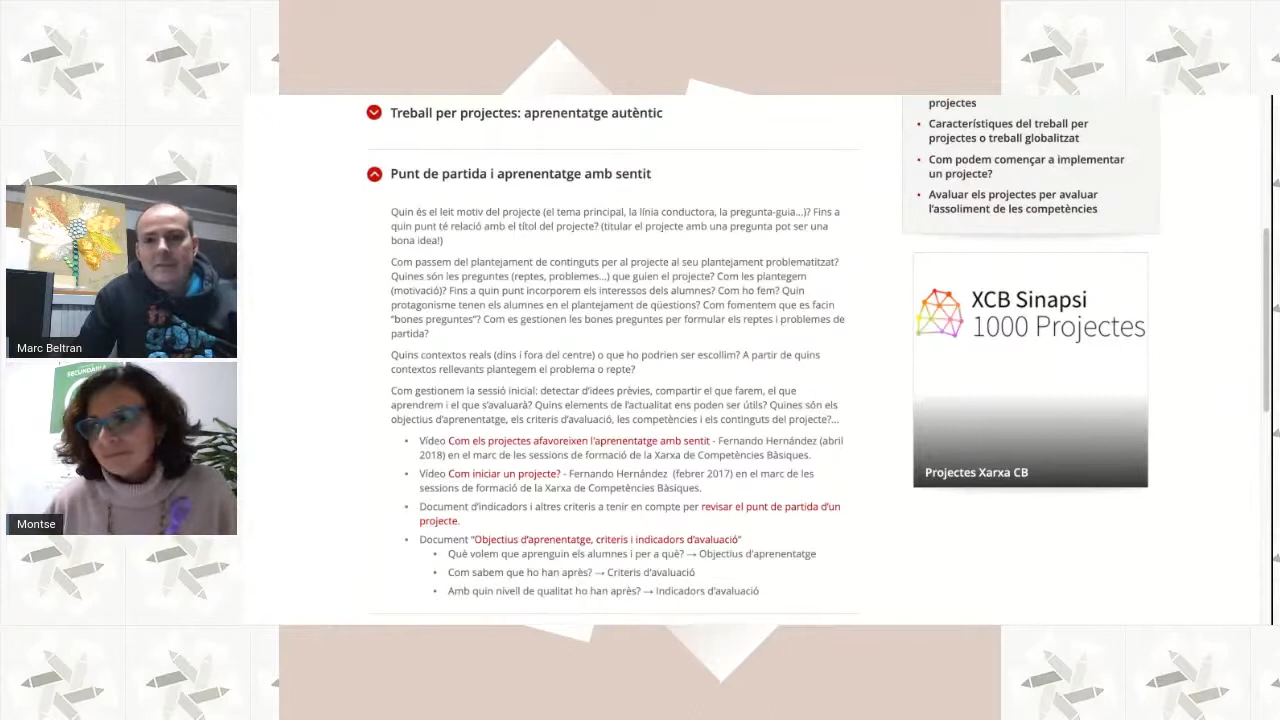 Treball per projectes: aprenentatge autèntic
Punt de partida i aprenentatge amb sentit
Quin és el leit motiv del projecte (el tema principal, la línia conductora, la pregunta-guia...)? Fins a
quin punt té relació amb el títol del projecte? (titular el projecte amb una pregunta pot ser una
bona idea!)
Com passem del plantejament de continguts per al projecte al seu plantejament problematitzat?
Quines són les preguntes (reptes, problemes...) que guien el projecte? Com les plantegem
(motivació)? Fins a quin punt incorporem els interessos dels alumnes? Com ho fem? Quin
protagonisme tenen els alumnes en el plantejament de qüestions? Com fomentem que es facin
"bones preguntes"? Com es gestionen les bones preguntes per formular els reptes i problemes de
partida?
Quins contextos reals (dins i fora del centre) o que ho podrien ser escollim? A partir de quins
contextos rellevants plantegem el problema o repte?
Com gestionem la sessió inicial: detectar d'idees prèvies, compartir el que farem, el que
aprendrem i el que s'avaluarà? Quins elements de l'actualitat ens poden ser útils? Quines són els
objectius d'aprenentatge, els criteris d'avaluació, les competències i els continguts del projecte?...
• Vídeo Com els projectes afavoreixen l'aprenentatge amb sentit - Fernando Hernández (abril
2018) en el marc de les sessions de formació de la Xarxa de Competències Bàsiques.
• Vídeo Com iniciar un projecte? - Fernando Hernández (febrer 2017) en el marc de les
sessions de formació de la Xarxa de Competències Bàsiques.
• Document d'indicadors i altres criteris a tenir en compte per revisar el punt de partida d'un
projecte.
• Document "Objectius d'aprenentatge, criteris i indicadors d'avaluació"
• Què volem que aprenguin els alumnes i per a què? → Objectius d'aprenentatge
• Com sabem que ho han après? → Criteris d'avaluació
• Amb quin nivell de qualitat ho han après? → Indicadors d'avaluació
projectes
• Característiques del treball per
projectes o treball globalitzat
• Com podem començar a implementar
un projecte?
• Avaluar els projectes per avaluar
l'assoliment de les competències
XCB Sinapsi
1000 Projectes
Projectes Xarxa CB
Marc Beltran
SECUNDÀRIA
Montse